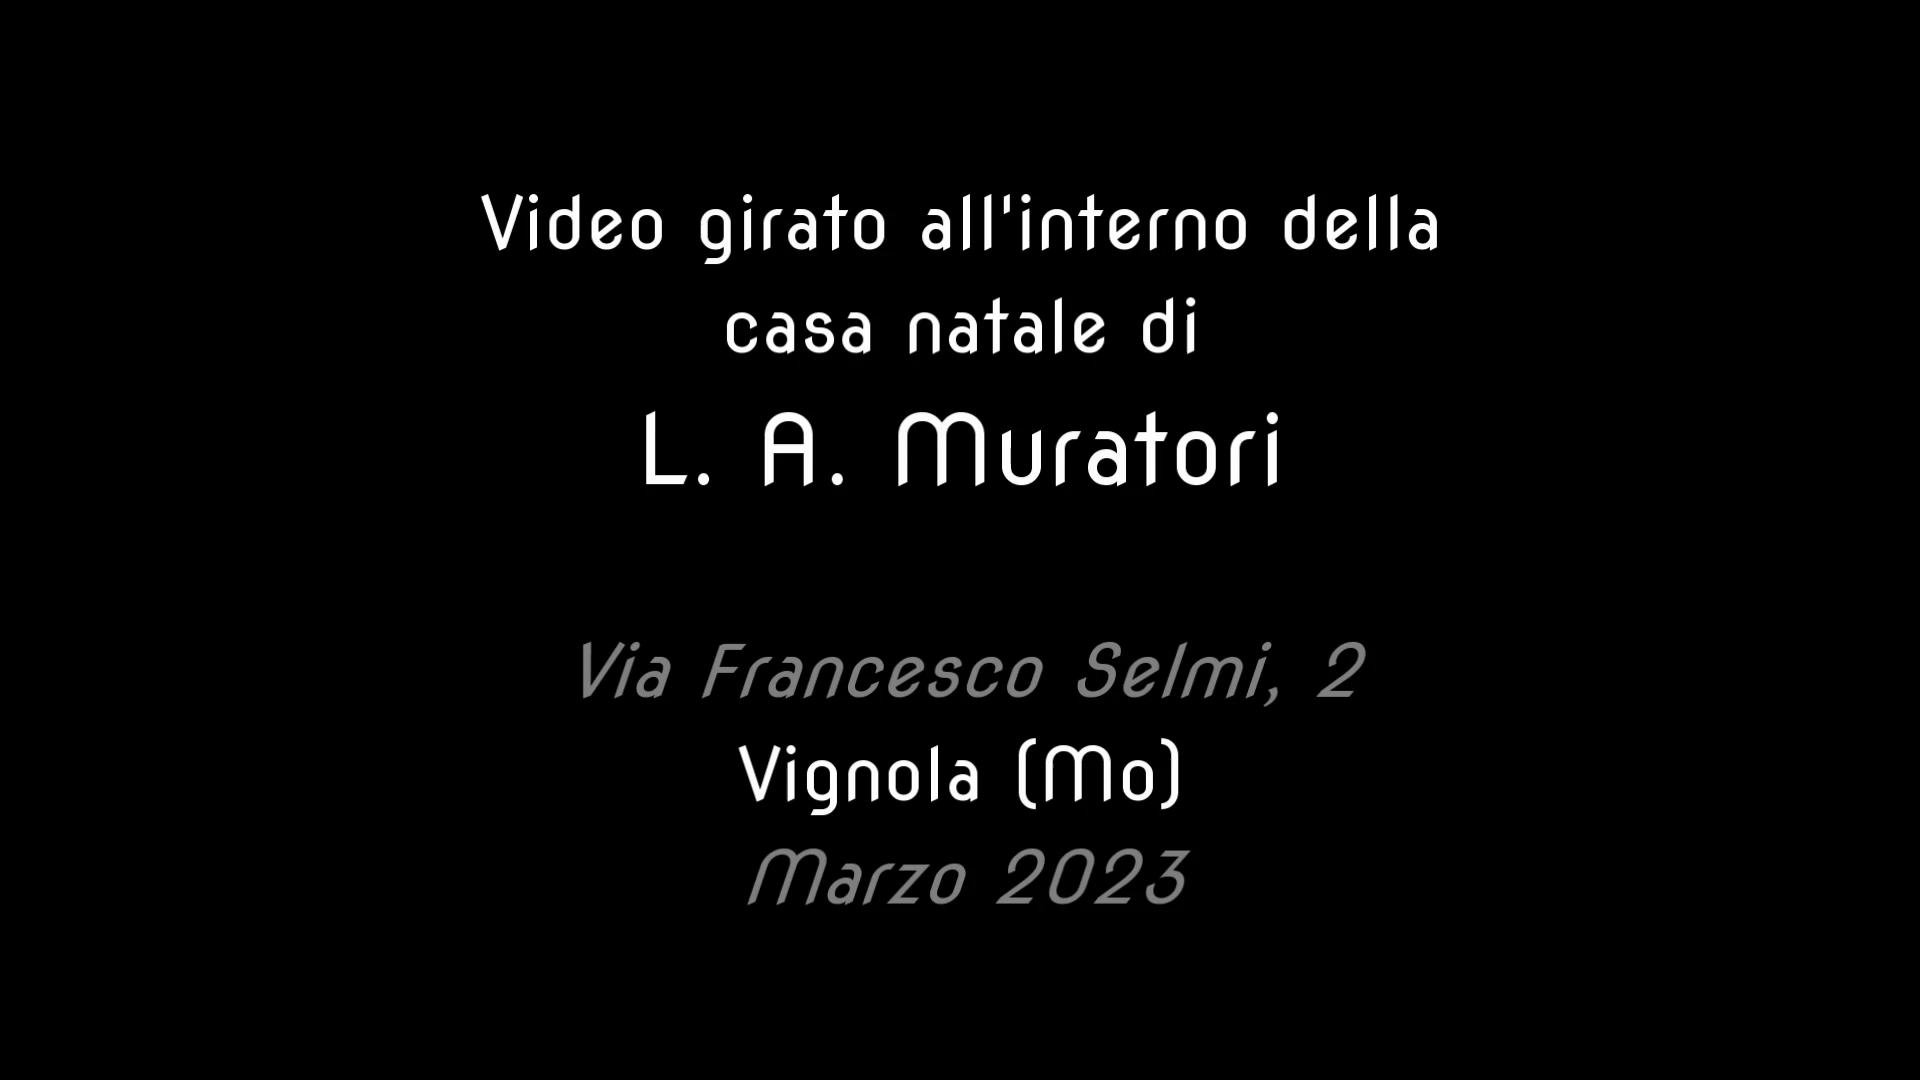 Video girato all'interno della
casa natale di
L. A. Muratori
Via Francesco Selmi, 2
Vignola (Mo)
Marzo 2023